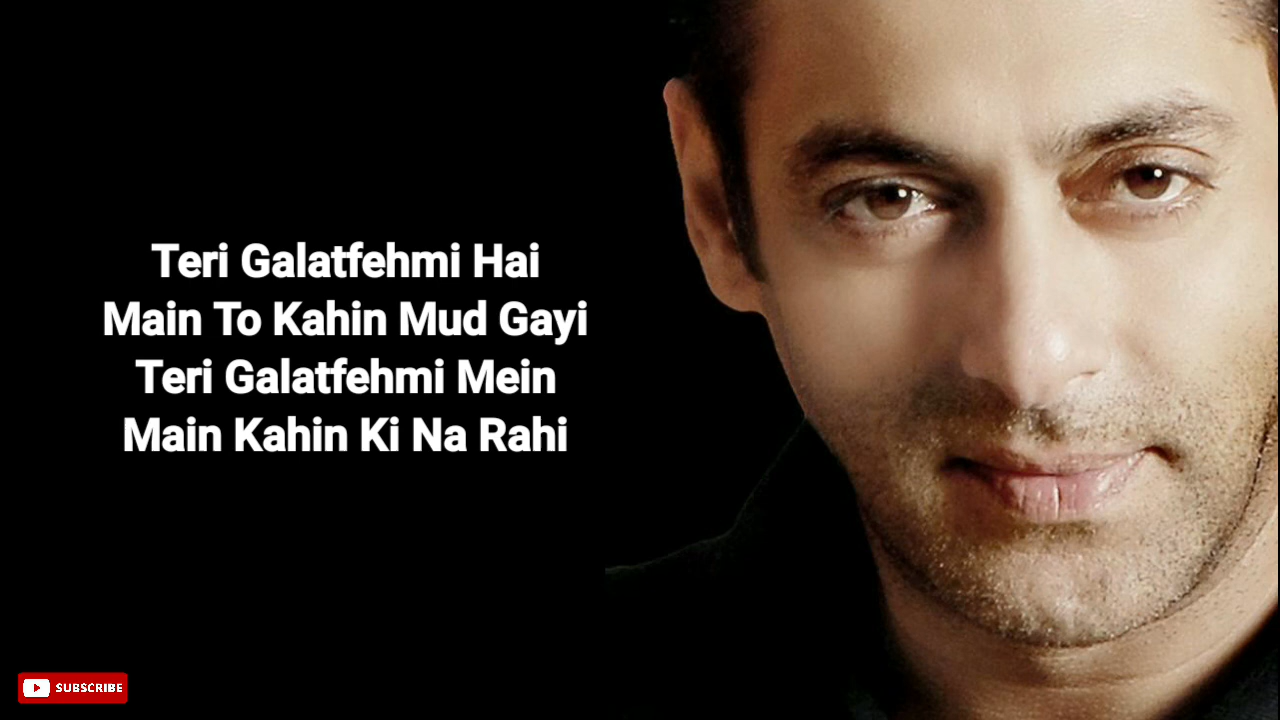 Teri Galatfehmi Hai
Main To Kahin Mud Gayi
Teri Galatfehmi Mein
Main Kahin Ki Na Rahi
SUBSCRIBE